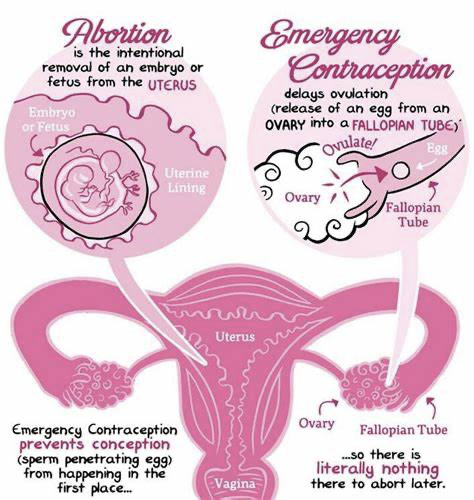 Abortion
is the intentional
removal of an embryo or
fetus from the UTERUS
Embryo
or Fetus
Uterine
Lining
Emergency
Contraception
delays ovulation
(release of an egg from an
OVARY into a FALLOPIAN TUBE)
Ovulate!
Egg
Ovary
Fallopian
Tube
Uterus
Ovary
Fallopian Tube
Vagina
Emergency Contraception
prevents conception
(sperm penetrating egg)
from happening in the
first place...
...so there is
literally nothing
there to abort later.